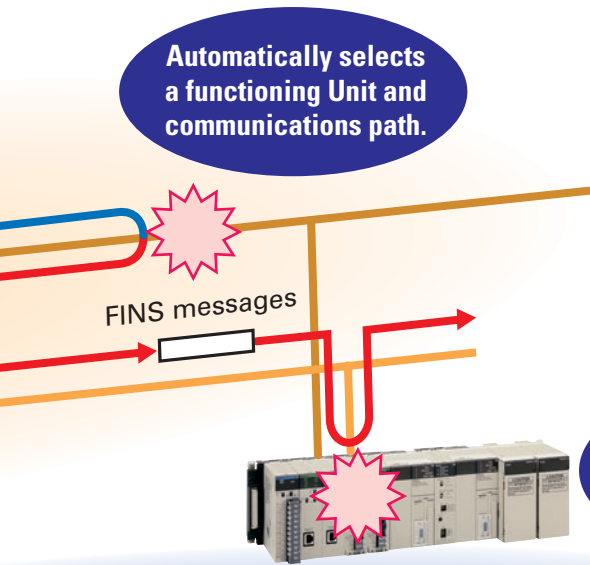 Automatically selects
a functioning Unit and
communications path.
FINS messages